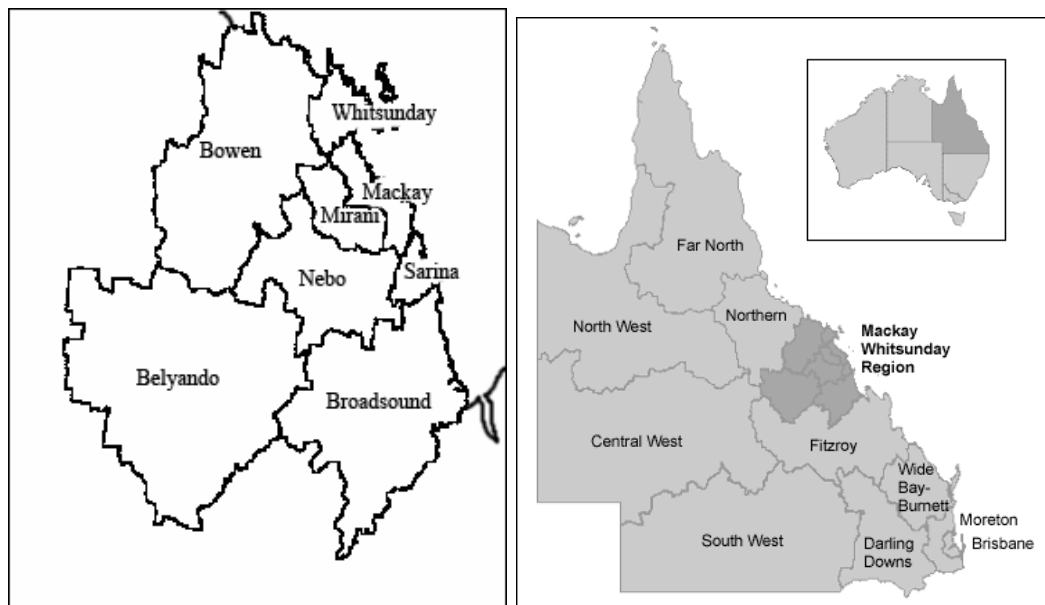 Whitsunday
Bowen
Mackay
Mirani
Sarina
Nebo
Belyando
Broadsound
Far North
Northern
North West
Mackay
Whitsunday
Region
Central West
Fitzroy
Wide
Bay-
Burnett
Moreton
South West
Darling
Downs
Brisbane